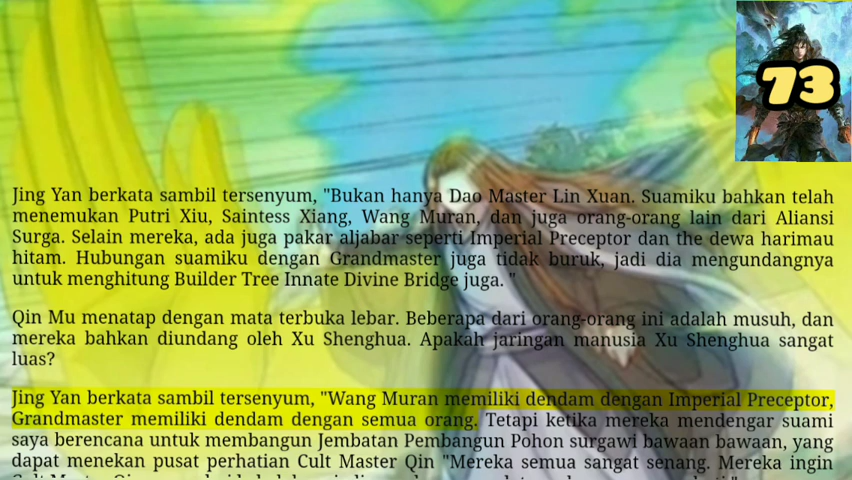 73
Jing Yan berkata sambil tersenyum, "Bukan hanya Dao Master Lin Xuan. Suamiku bahkan telah
menemukan Putri Xiu, Saintess Xiang, Wang Muran, dan juga orang-orang lain dari Aliansi
Surga. Selain mereka, ada juga pakar aljabar seperti Imperial Preceptor dan the dewa harimau
hitam. Hubungan suamiku dengan Grandmaster juga tidak buruk, jadi dia mengundangnya
untuk menghitung Builder Tree Innate Divine Bridge juga. "
Qin Mu menatap dengan mata terbuka lebar. Beberapa dari orang-orang ini adalah musuh, dan
mereka bahkan diundang oleh Xu Shenghua. Apakah jaringan manusia Xu Shenghua sangat
luas?
Jing Yan berkata sambil tersenyum, "Wang Muran memiliki dendam dengan Imperial Preceptor,
Grandmaster memiliki dendam dengan semua orang. Tetapi ketika mereka mendengar suami
saya berencana untuk membangun Jembatan Pembangun Pohon surgawi bawaan bawaan, yang
dapat menekan pusat perhatian Cult Master Qin "Mereka semua sangat senang. Mereka ingin